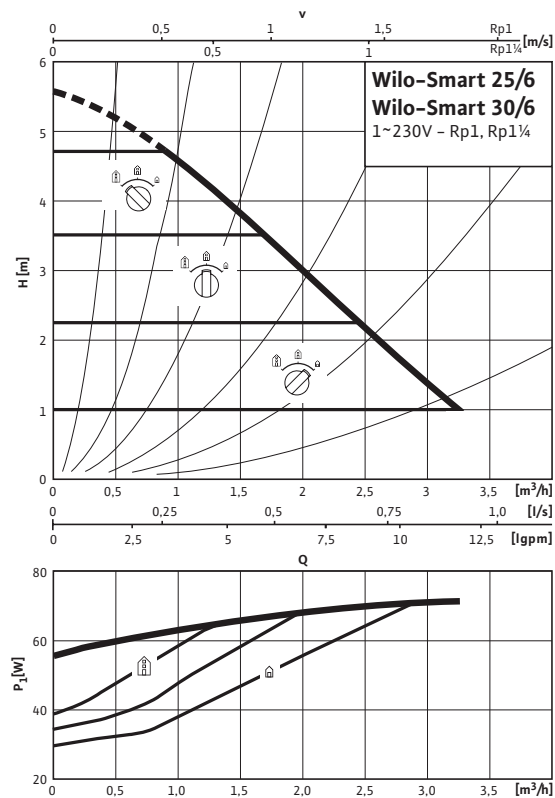 v
0 0,5 1 1,5 Rp1
0 0,5 1 Rp1¼ [m/s]
Wilo-Smart 25/6
Wilo-Smart 30/6
1~230V – Rp1, Rp1¼
6
5
4
3
2
1
0
H [m]
0 0,5 1 1,5 2 2,5 3 3,5 [m³/h]
0 0,25 0,5 0,75 1,0 [l/s]
0 2,5 5 7,5 10 12,5 [Igpm]
Q
80
60
40
20
P₁[W]
0 0,5 1,0 1,5 2,0 2,5 3,0 3,5 [m³/h]